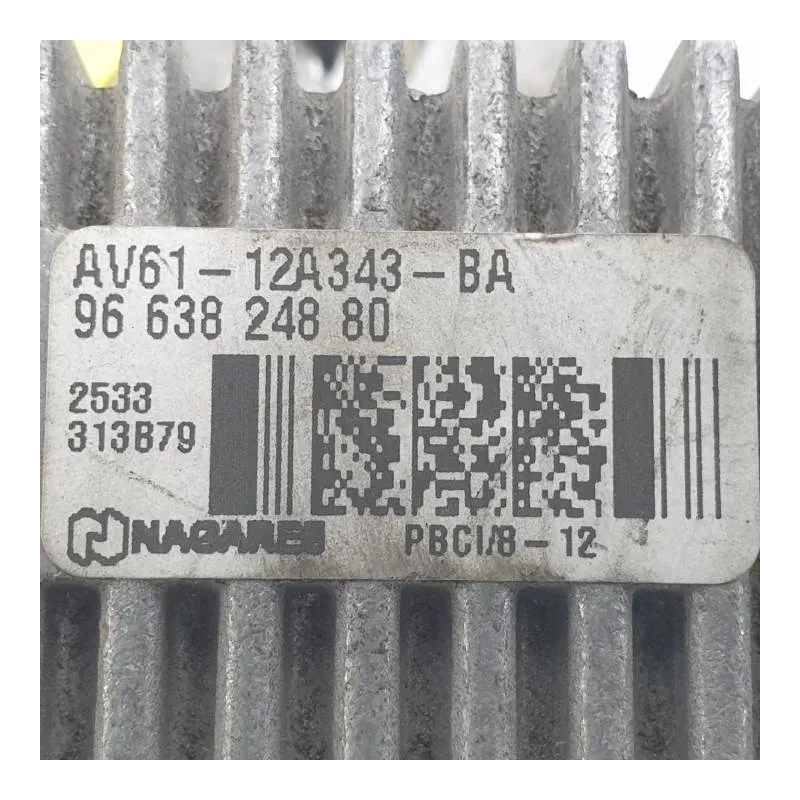 AV61-12A343-BA
96 638 248 80
2533
313B79
NAGARES PBCI/8-12